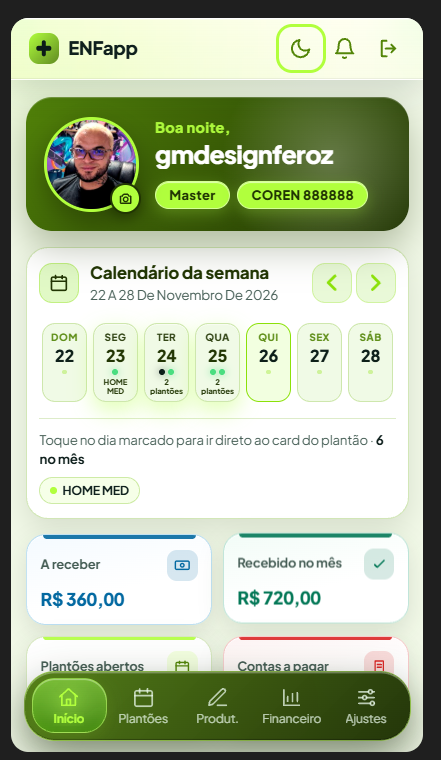 ENFapp
Boa noite,
gmdesignferoz
Master
COREN 888888
Calendário da semana
22 A 28 De Novembro De 2026
DOM
22
SEG
23
HOME
MED
TER
24
2
plantões
QUA
25
2
plantões
QUI
26
SEX
27
SÁB
28
Toque no dia marcado para ir direto ao card do plantão · 6
no mês
HOME MED
A receber
R$ 360,00
Recebido no mês
R$ 720,00
Plantões abertos
Contas a pagar
Início
Plantões
Produt.
Financeiro
Ajustes